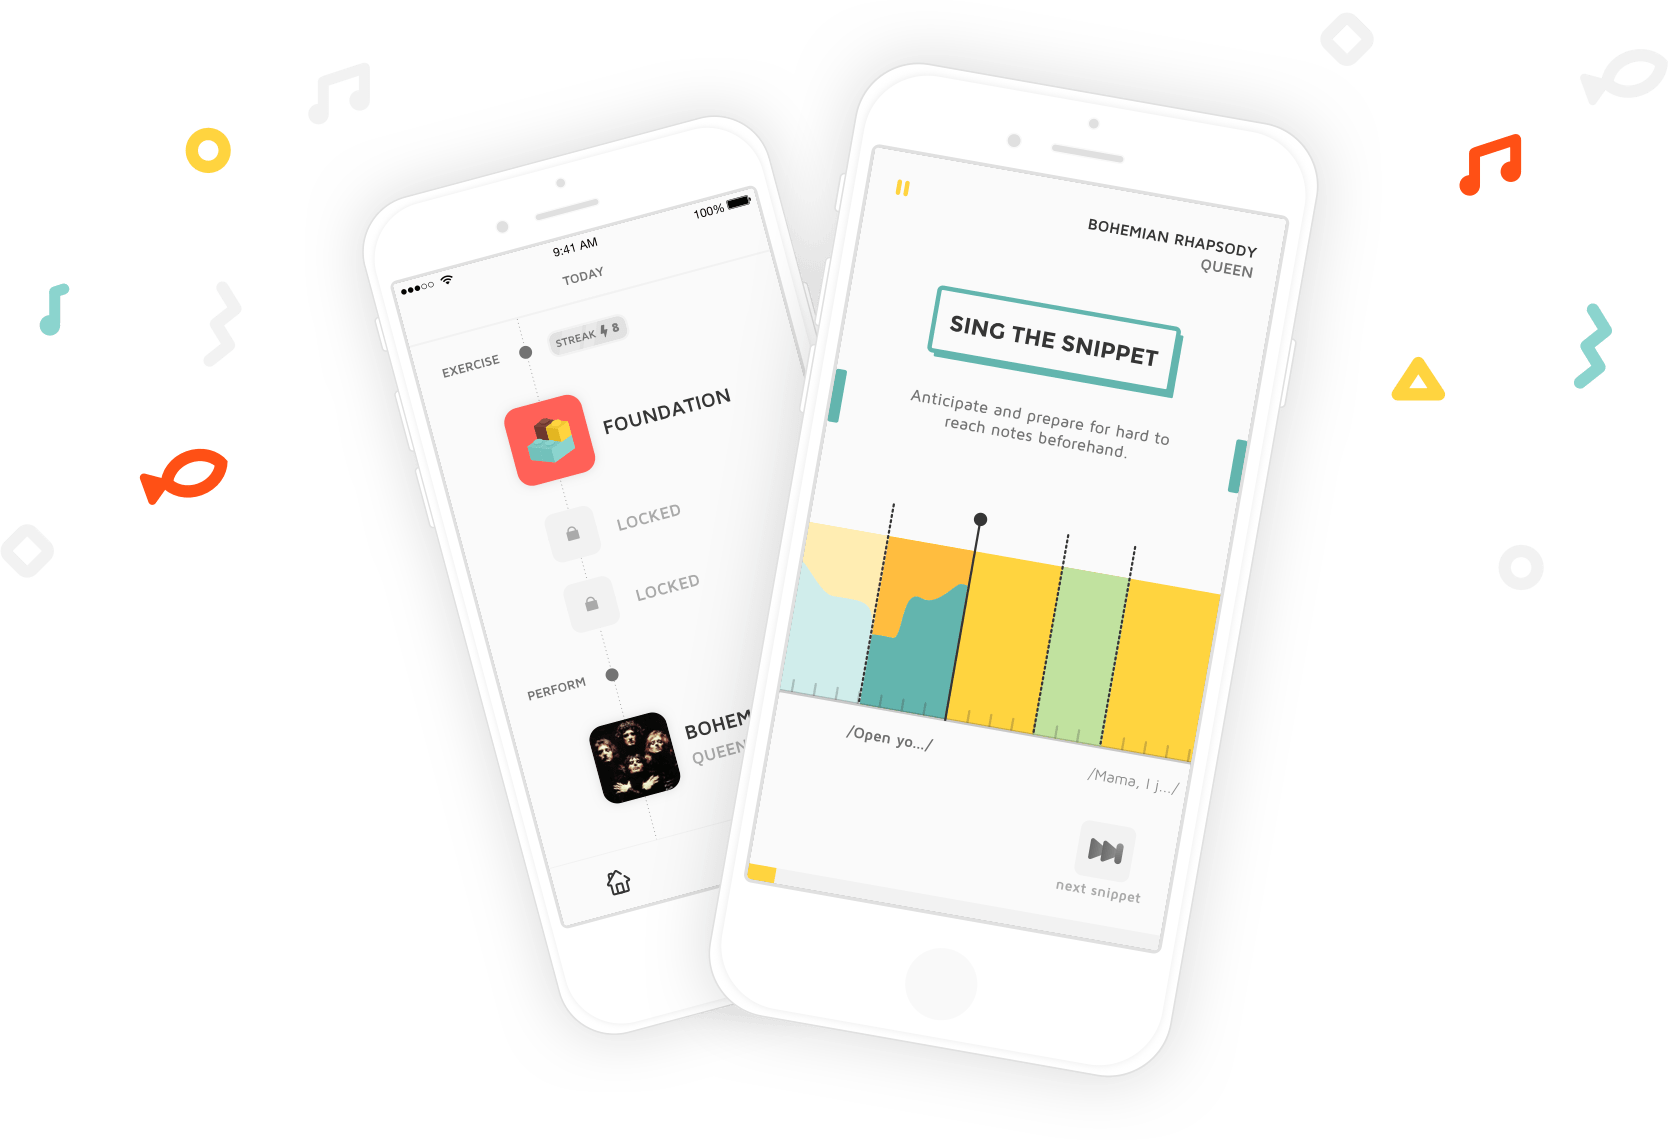 9:41 AM
100%
TODAY
STREAK 8
EXERCISE
FOUNDATION
LOCKED
LOCKED
PERFORM
BOHEM
QUEEN
BOHEMIAN RHAPSODY
QUEEN
SING THE SNIPPET
Anticipate and prepare for hard to
reach notes beforehand.
/Open yo.../
/Mama, I j.../
next snippet